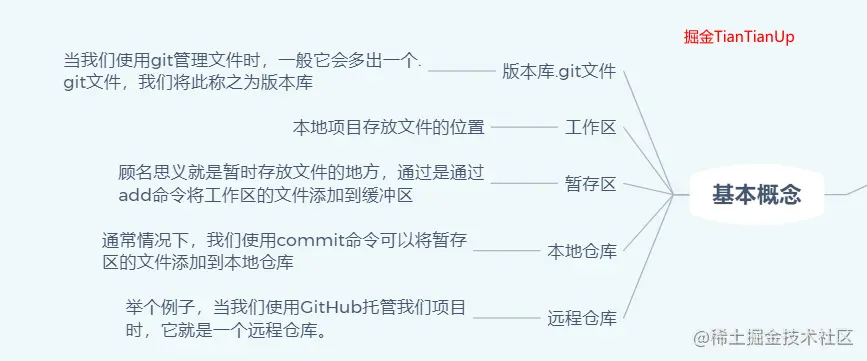 掘金TianTianUp
当我们使用git管理文件时，一般它会多出一个.
git文件，我们将此称之为版本库
版本库.git文件
本地项目存放文件的位置
工作区
顾名思义就是暂时存放文件的地方，通过是通过
add命令将工作区的文件添加到缓冲区
暂存区
基本概念
通常情况下，我们使用commit命令可以将暂存
区的文件添加到本地仓库
本地仓库
举个例子，当我们使用GitHub托管我们项目
时，它就是一个远程仓库。
远程仓库
@稀土掘金技术社区